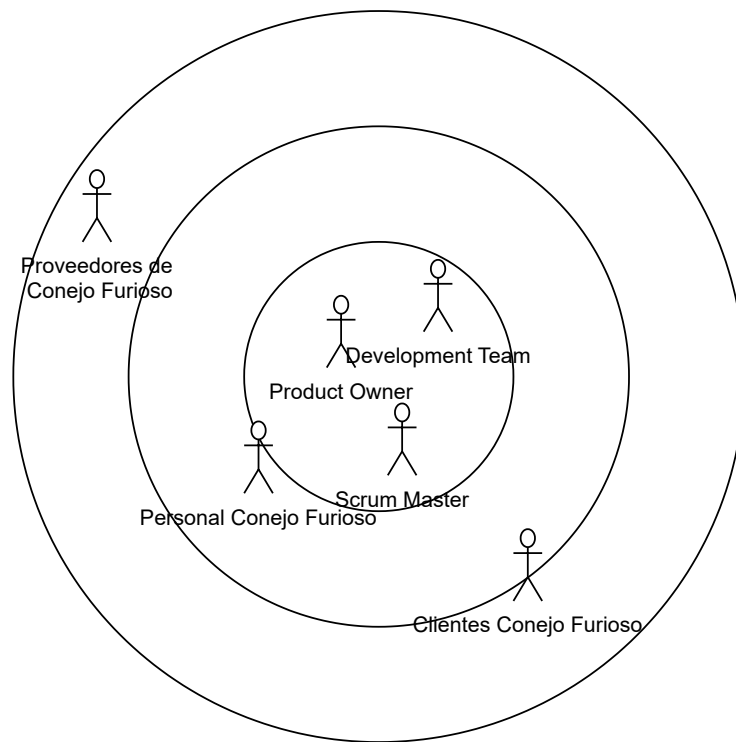 Proveedores de
Conejo Furioso
Development Team
Product Owner
Scrum Master
Personal Conejo Furioso
Clientes Conejo Furioso